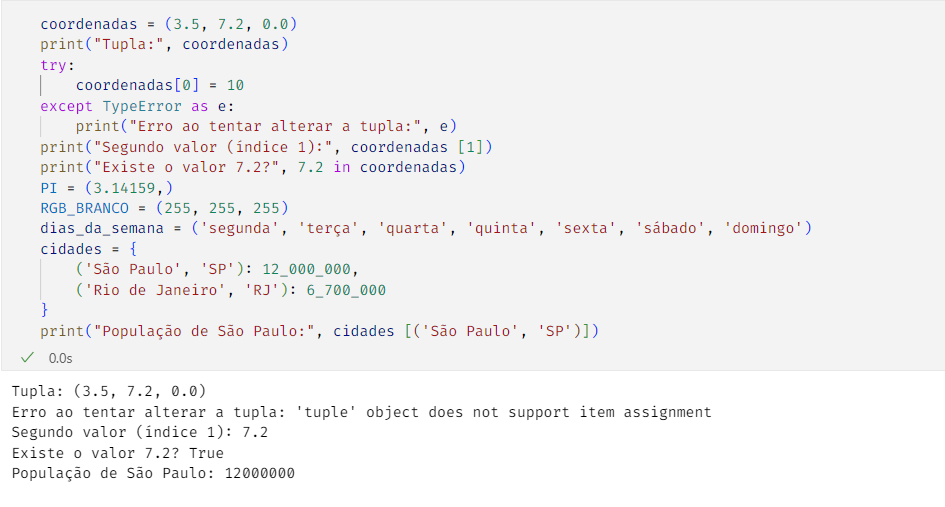 coordenadas = (3.5, 7.2, 0.0)
print("Tupla:", coordenadas)
try:
    coordenadas[0] = 10
except TypeError as e:
    print("Erro ao tentar alterar a tupla:", e)
print("Segundo valor (índice 1):", coordenadas [1])
print("Existe o valor 7.2?", 7.2 in coordenadas)
PI = (3.14159,)
RGB_BRANCO = (255, 255, 255)
dias_da_semana = ('segunda', 'terça', 'quarta', 'quinta', 'sexta', 'sábado', 'domingo')
cidades = {
    ('São Paulo', 'SP'): 12_000_000,
    ('Rio de Janeiro', 'RJ'): 6_700_000
}
print("População de São Paulo:", cidades [('São Paulo', 'SP')])
✓ 0.0s
Tupla: (3.5, 7.2, 0.0)
Erro ao tentar alterar a tupla: 'tuple' object does not support item assignment
Segundo valor (índice 1): 7.2
Existe o valor 7.2? True
População de São Paulo: 12000000